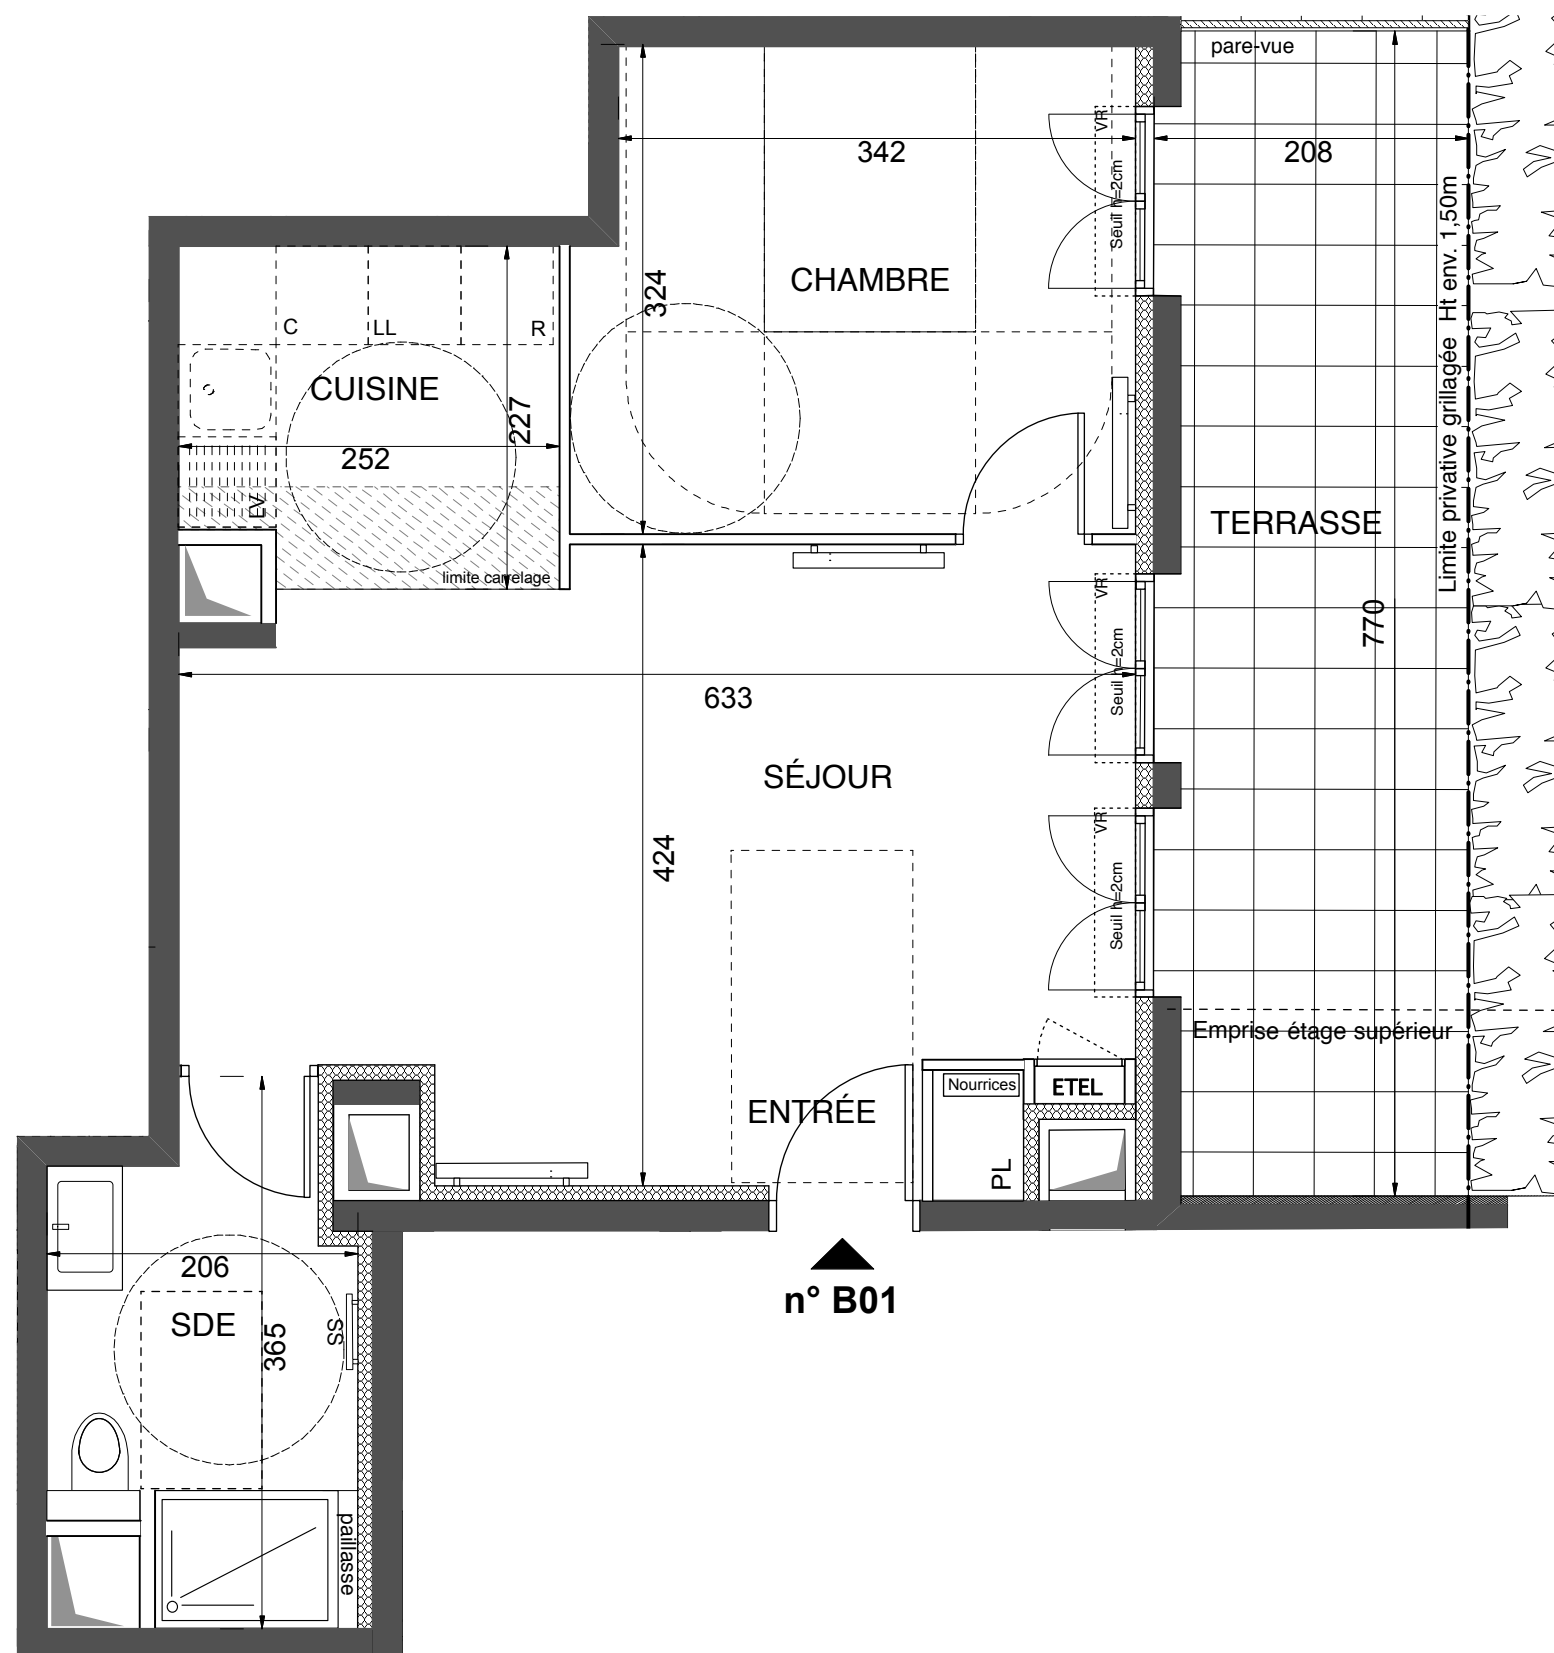 pare-vue
342
208
Seuil h=2cm
VR
Limite privative grillagée Ht env. 1,50m
CHAMBRE
324
C
LL
R
CUISINE
227
252
EV
limite carrelage
TERRASSE
770
VR
Seuil h=2cm
633
SÉJOUR
424
VR
Seuil h=2cm
Emprise étage supérieur
Nourrices
ETEL
ENTRÉE
PL
206
SDE
365
SS
n° B01
paillasse